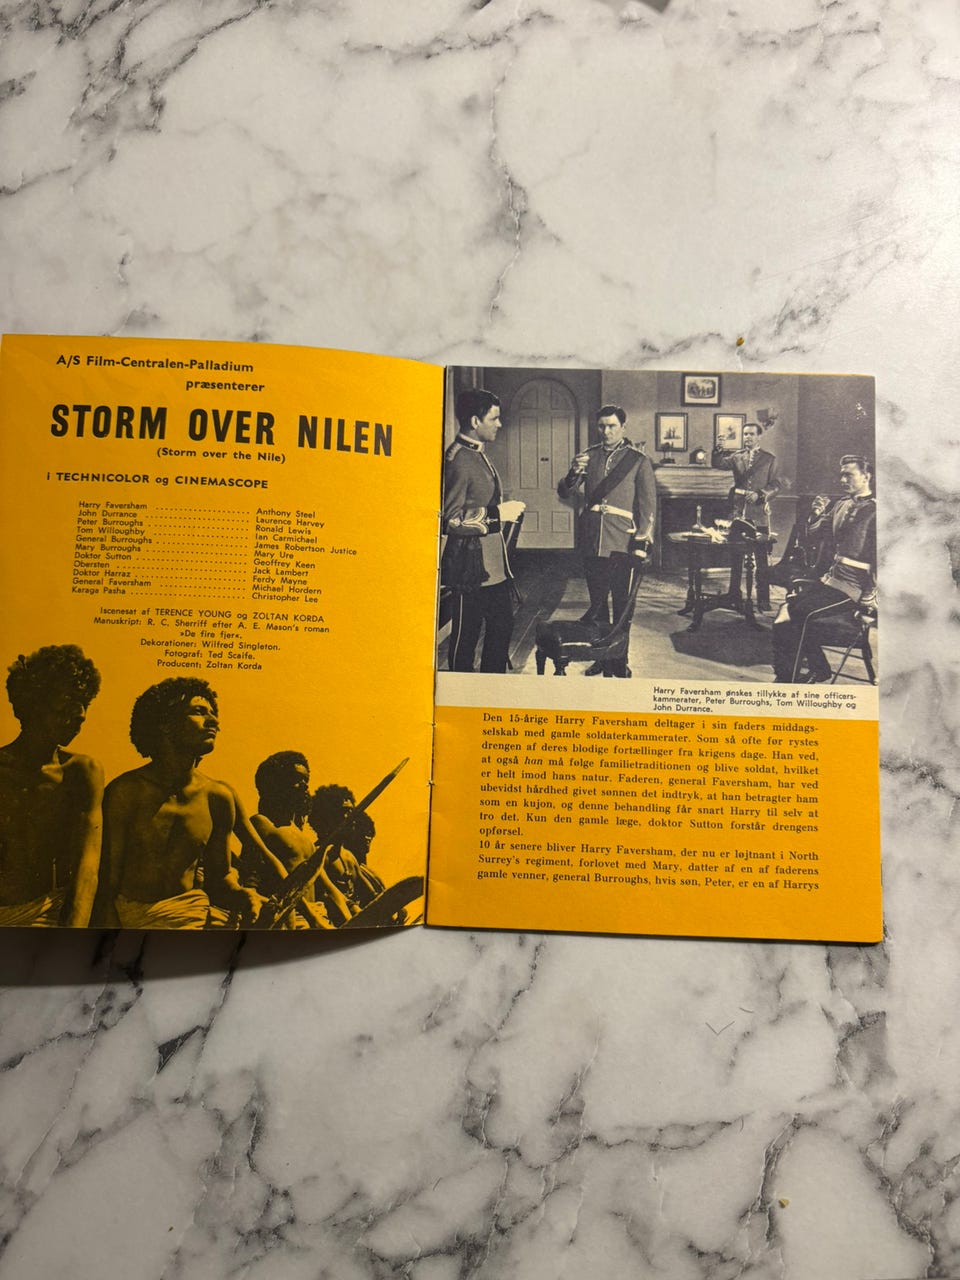 A/S Film-Centralen-Palladium
præsenterer
STORM OVER NILEN
(Storm over the Nile)
i TECHNICOLOR og CINEMASCOPE
Harry Faversham .................... Anthony Steel
John Durrance ...................... Laurence Harvey
Peter Burroughs .................... Ronald Lewis
Tom Willoughby ..................... Ian Carmichael
General Burroughs .................. James Robertson Justice
Mary Burroughs ..................... Mary Ure
Doktor Sutton ...................... Geoffrey Keen
Obersten ........................... Jack Lambert
Doktor Harraz ...................... Ferdy Mayne
General Faversham .................. Michael Hordern
Karaga Pasha ....................... Christopher Lee
Iscenesat af TERENCE YOUNG og ZOLTAN KORDA
Manuskript: R. C. Sherriff efter A. E. Mason's roman
»De fire fjer«.
Dekorationer: Wilfred Singleton.
Fotograf: Ted Scaife.
Producent: Zoltan Korda
Harry Faversham ønskes tillykke af sine officers-
kammerater, Peter Burroughs, Tom Willoughby og
John Durrance.
Den 15-årige Harry Faversham deltager i sin faders middags-
selskab med gamle soldaterkammerater. Som så ofte før rystes
drengen af deres blodige fortællinger fra krigens dage. Han ved,
at også han må følge familietraditionen og blive soldat, hvilket
er helt imod hans natur. Faderen, general Faversham, har ved
ubevidst hårdhed givet sønnen det indtryk, at han betragter ham
som en kujon, og denne behandling får snart Harry til selv at
tro det. Kun den gamle læge, doktor Sutton forstår drengens
opførsel.
10 år senere bliver Harry Faversham, der nu er løjtnant i North
Surrey's regiment, forlovet med Mary, datter af en af faderens
gamle venner, general Burroughs, hvis søn, Peter, er en af Harrys